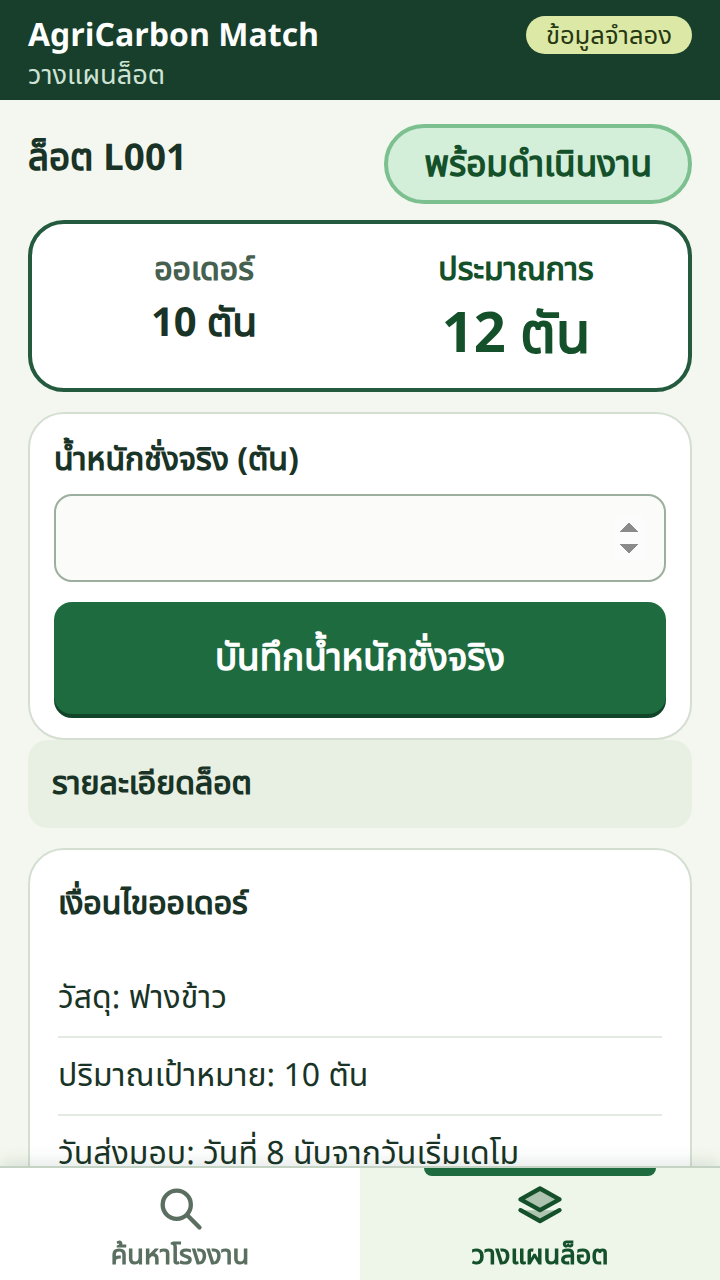 AgriCarbon Match
ข้อมูลจำลอง
วางแผนล็อต
ล็อต L001
พร้อมดำเนินงาน
ออเดอร์
ประมาณการ
10 ตัน
12 ตัน
น้ำหนักชั่งจริง (ตัน)
บันทึกน้ำหนักชั่งจริง
รายละเอียดล็อต
เงื่อนไขออเดอร์
วัสดุ: ฟางข้าว
ปริมาณเป้าหมาย: 10 ตัน
วันส่งมอบ: วันที่ 8 นับจากวันเริ่มเดโม
ค้นหาโรงงาน
วางแผนล็อต